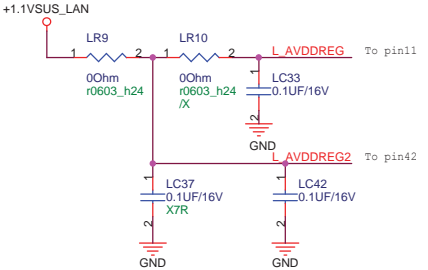 +1.1VSUS_LAN
LR9
LR10
1 2 1 2 L_AVDDREG To pin11
0Ohm
r0603_h24
0Ohm
r0603_h24
/X
1
LC33
0.1UF/16V
2
GND
L_AVDDREG2 To pin42
1
LC37
0.1UF/16V
X7R
2
GND
1
LC42
0.1UF/16V
2
GND